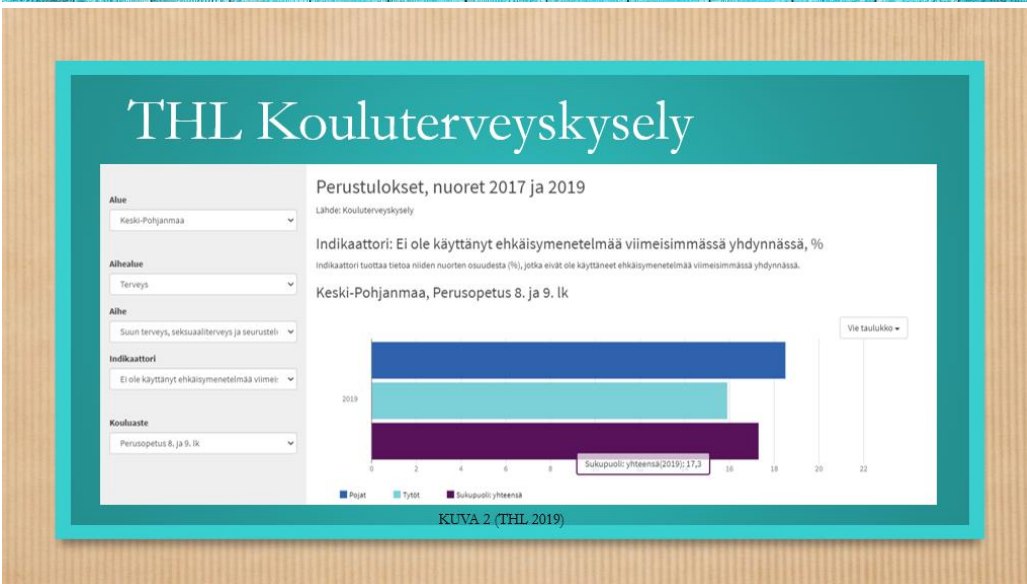 THL Kouluterveyskysely
Alue
Keski-Pohjanmaa
Aihealue
Terveys
Aihe
Suun terveys, seksuaaliterveys ja seurustelu
Indikaattori
Ei ole käyttänyt ehkäisymenetelmää viimeis
Kouluaste
Perusopetus 8. ja 9. lk
Perustulokset, nuoret 2017 ja 2019
Lähde: Kouluterveyskysely
Indikaattori: Ei ole käyttänyt ehkäisymenetelmää viimeisimmässä yhdynnässä, %
Indikaattori tuottaa tietoa niiden nuorten osuudesta (%), jotka eivät ole käyttäneet ehkäisymenetelmää viimeisimmässä yhdynnässä.
Keski-Pohjanmaa, Perusopetus 8. ja 9. lk
Vie taulukko
2019
Sukupuoli: yhteensä(2019): 17,3
0 2 4 6 8 16 18 20 22
Pojat Tytöt Sukupuoli: yhteensä
KUVA 2 (THL 2019)